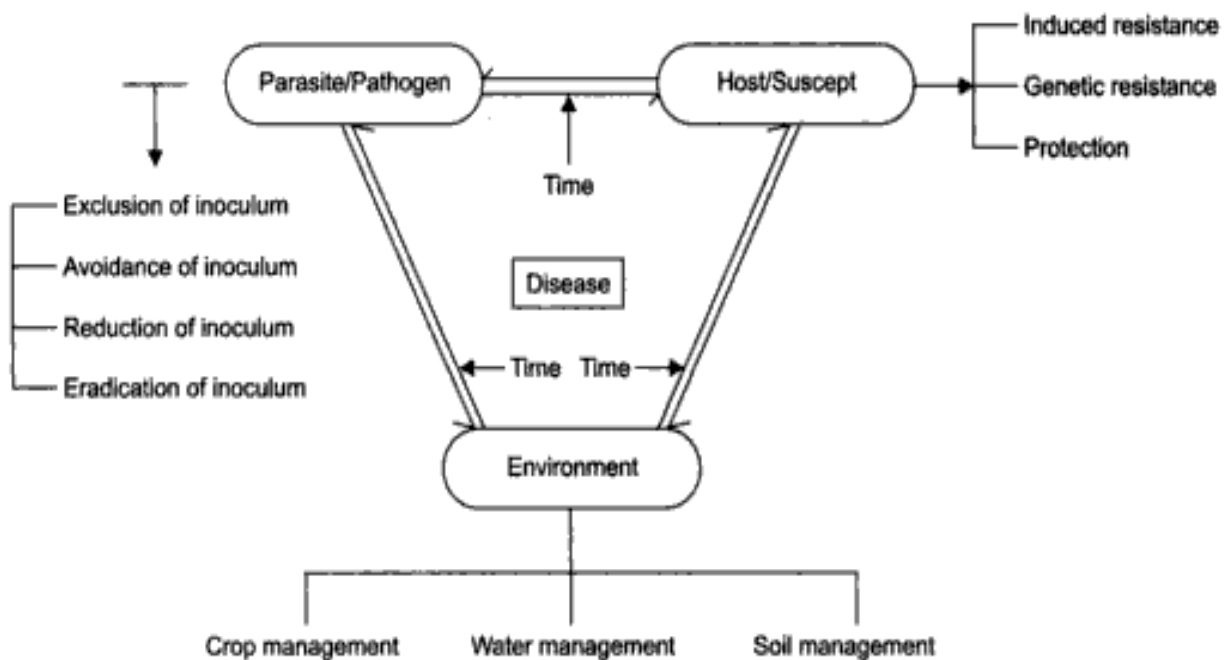 Induced resistance
Parasite/Pathogen
Host/Suscept
Genetic resistance
Protection
Time
Exclusion of inoculum
Avoidance of inoculum
Disease
Reduction of inoculum
Time Time
Eradication of inoculum
Environment
Crop management
Water management
Soil management